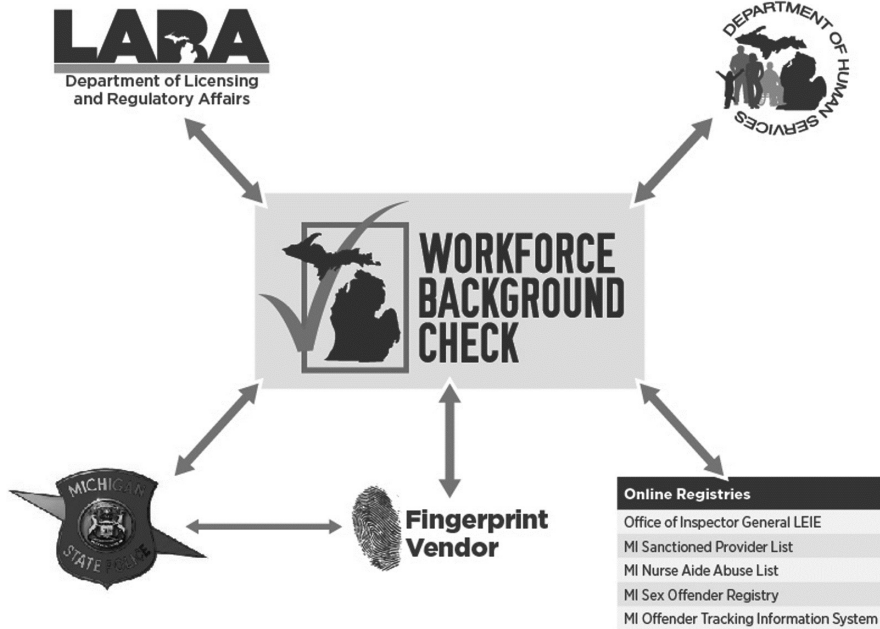 LARA
Department of Licensing
and Regulatory Affairs
DEPARTMENT OF HUMAN SERVICES
WORKFORCE
BACKGROUND
CHECK
MICHIGAN
STATE POLICE
Fingerprint
Vendor
Online Registries
Office of Inspector General LEIE
MI Sanctioned Provider List
MI Nurse Aide Abuse List
MI Sex Offender Registry
MI Offender Tracking Information System